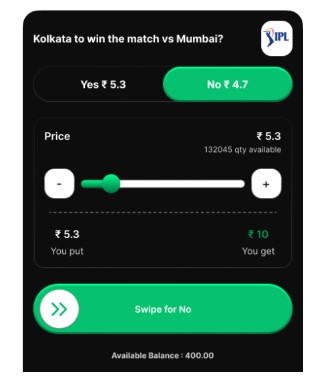 Kolkata to win the match vs Mumbai?
IPL
Yes ₹ 5.3
No ₹ 4.7
Price
₹ 5.3
132045 qty available
-
+
₹ 5.3
₹ 10
You put
You get
Swipe for No
Available Balance : 400.00